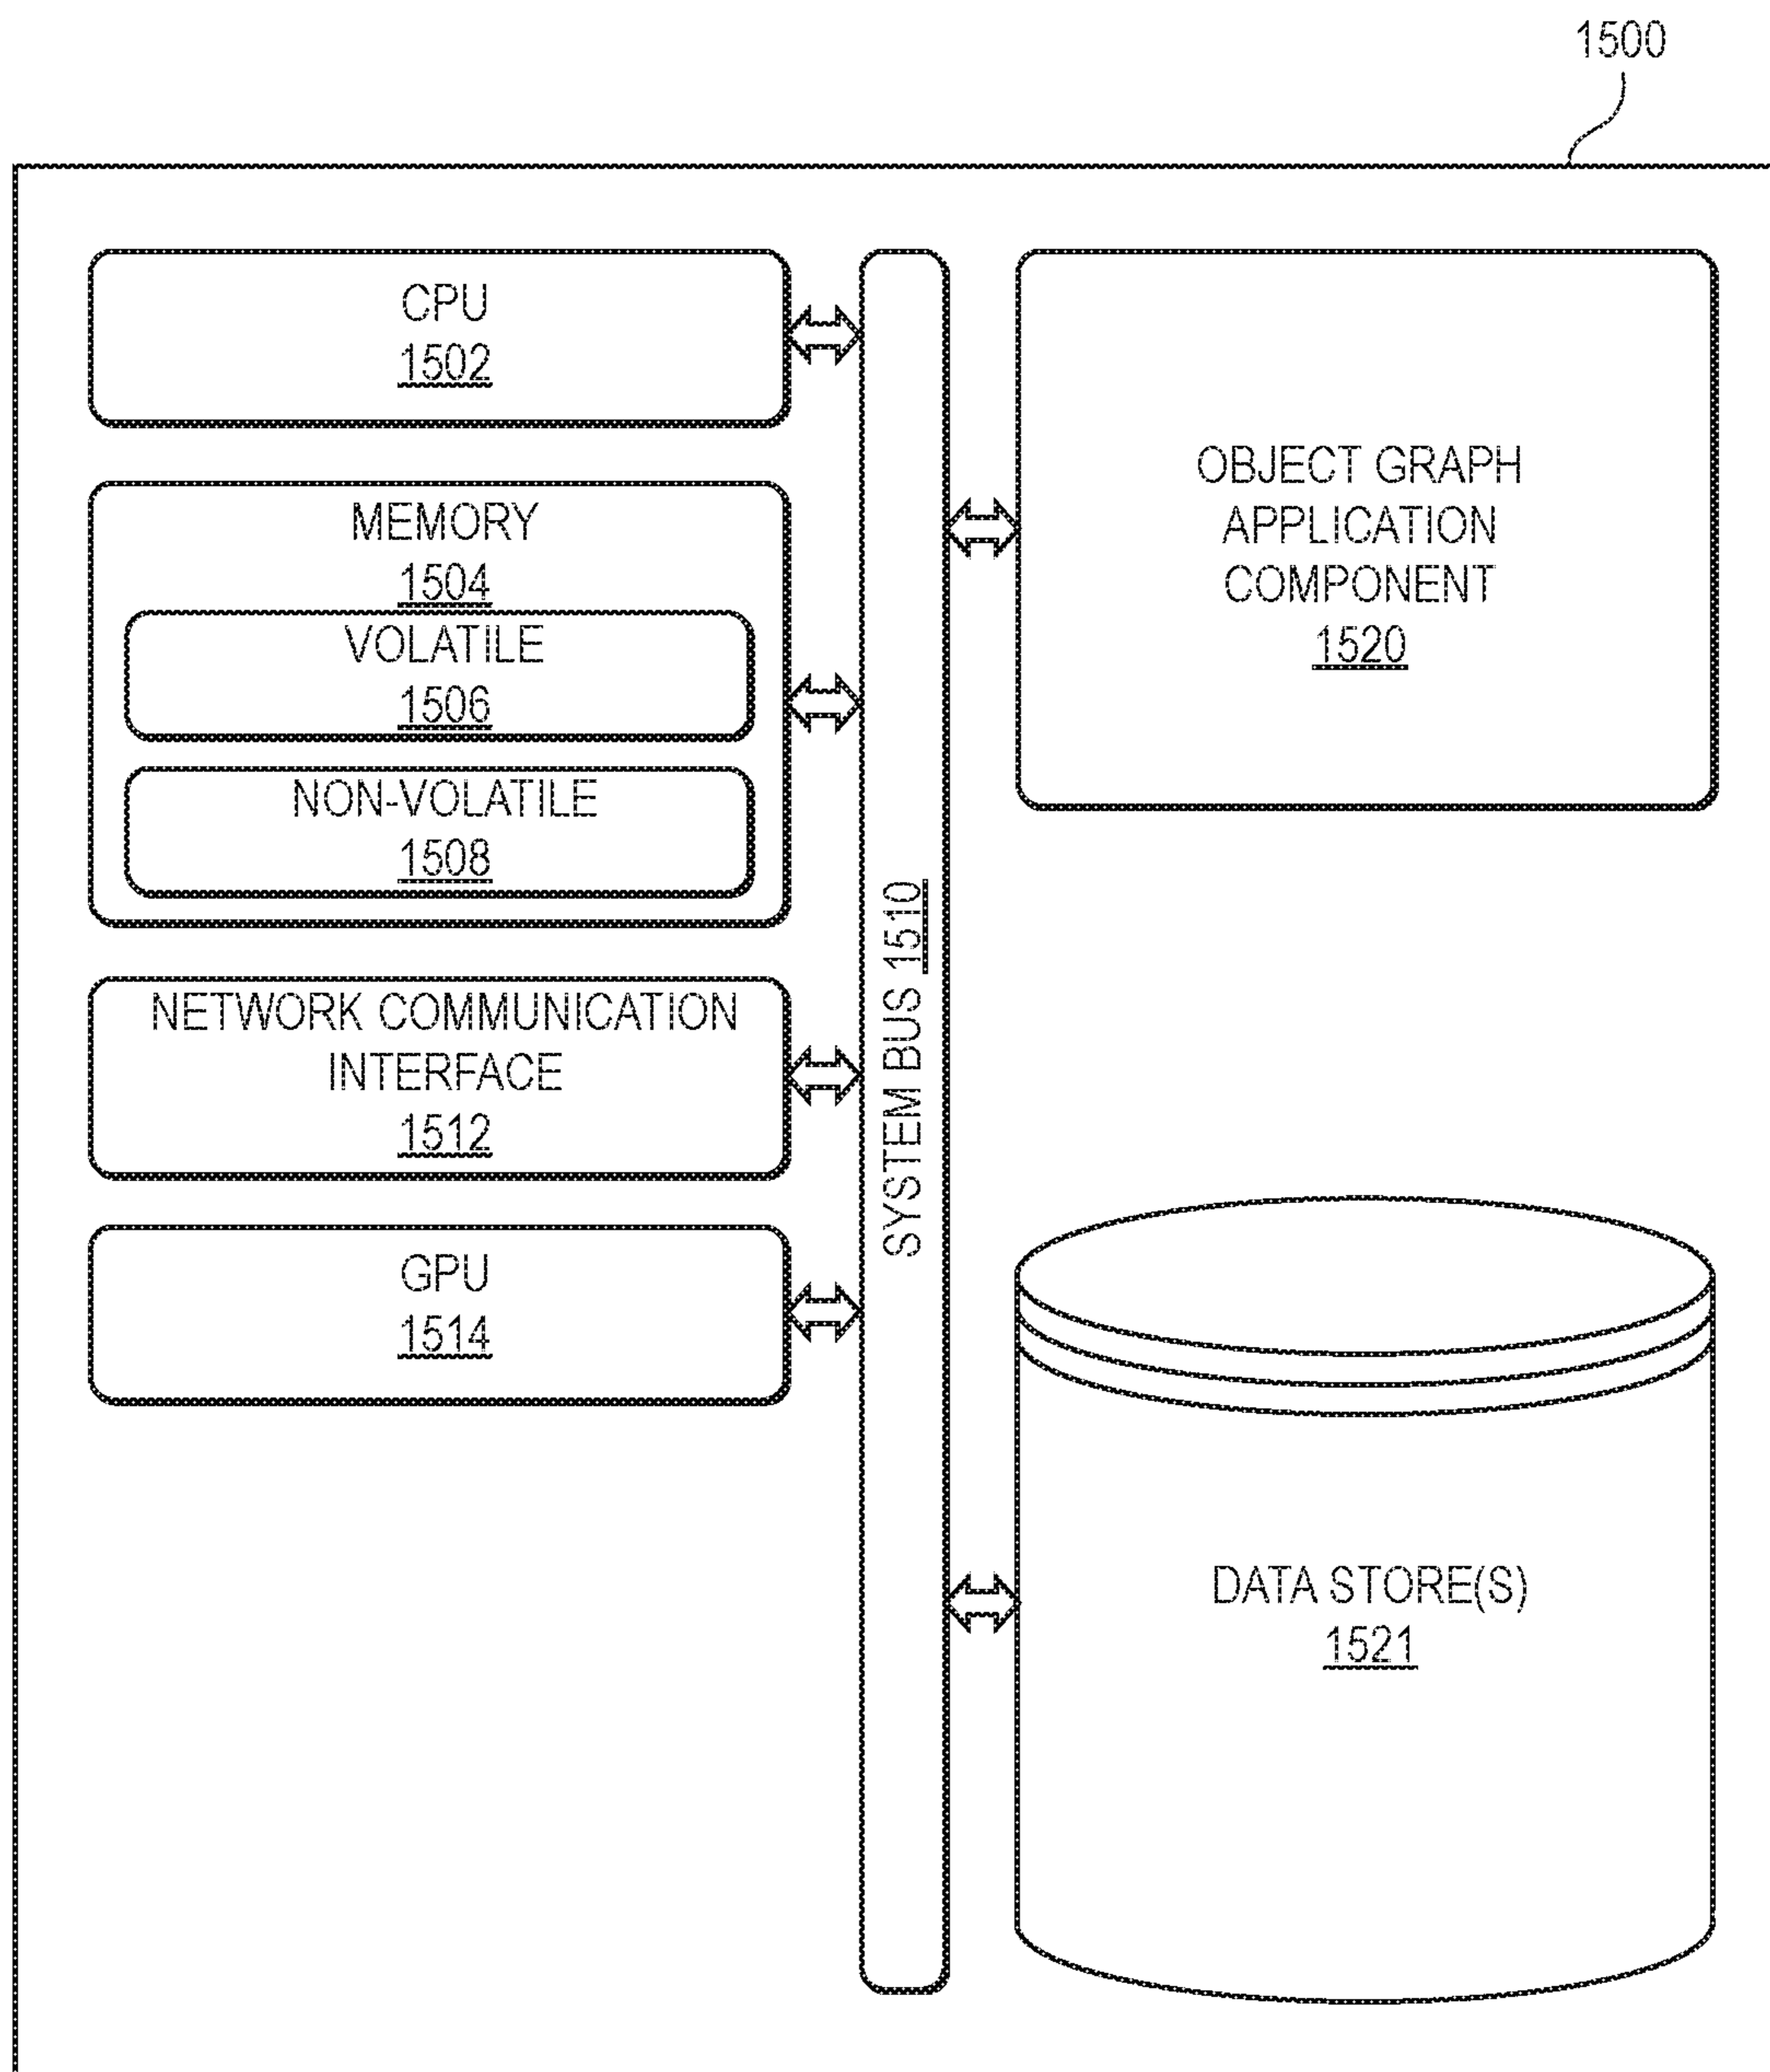 1500
CPU
1502
MEMORY
1504
VOLATILE
1506
NON-VOLATILE
1508
NETWORK COMMUNICATION
INTERFACE
1512
GPU
1514
SYSTEM BUS 1510
OBJECT GRAPH
APPLICATION
COMPONENT
1520
DATA STORE(S)
1521